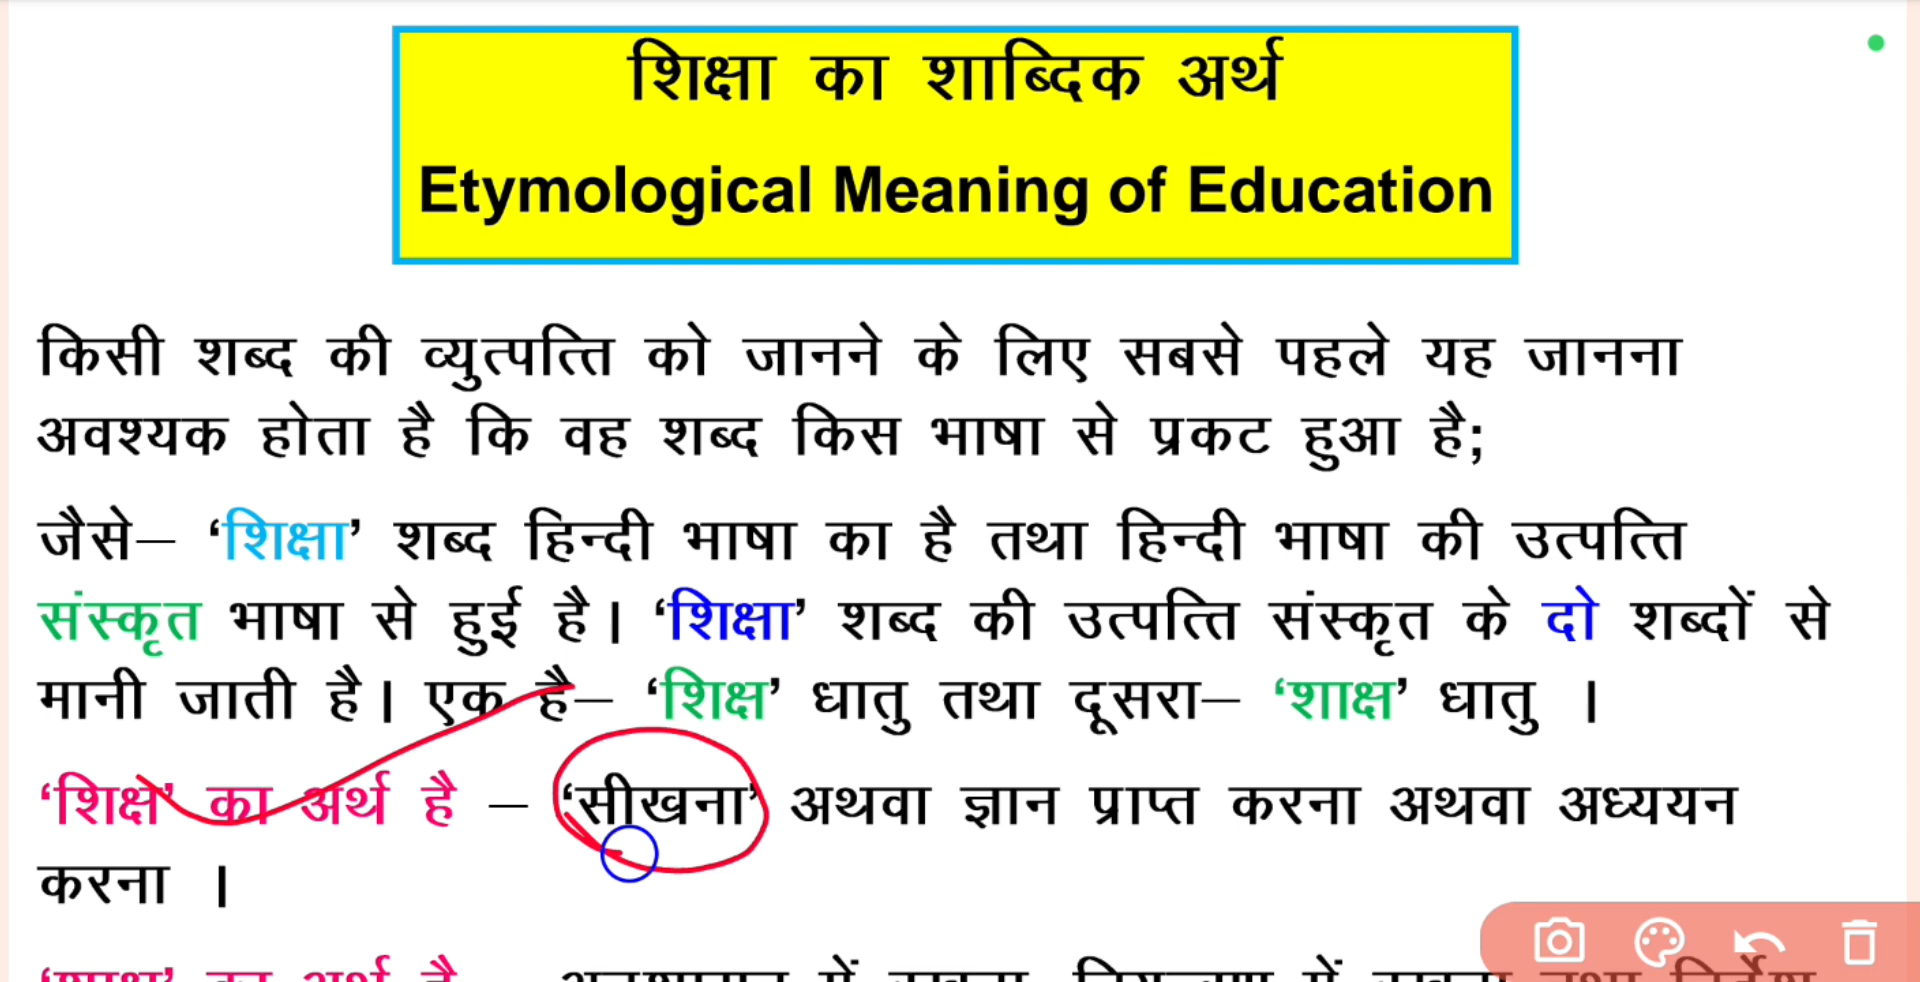 शिक्षा का शाब्दिक अर्थ
Etymological Meaning of Education
किसी शब्द की व्युत्पत्ति को जानने के लिए सबसे पहले यह जानना
अवश्यक होता है कि वह शब्द किस भाषा से प्रकट हुआ है;
जैसे– ‘शिक्षा’ शब्द हिन्दी भाषा का है तथा हिन्दी भाषा की उत्पत्ति
संस्कृत भाषा से हुई है। ‘शिक्षा’ शब्द की उत्पत्ति संस्कृत के दो शब्दों से
मानी जाती है। एक है– ‘शिक्ष’ धातु तथा दूसरा– ‘शाक्ष’ धातु ।
‘शिक्ष’ का अर्थ है – ‘सीखना’ अथवा ज्ञान प्राप्त करना अथवा अध्ययन
करना ।
का अर्थ है